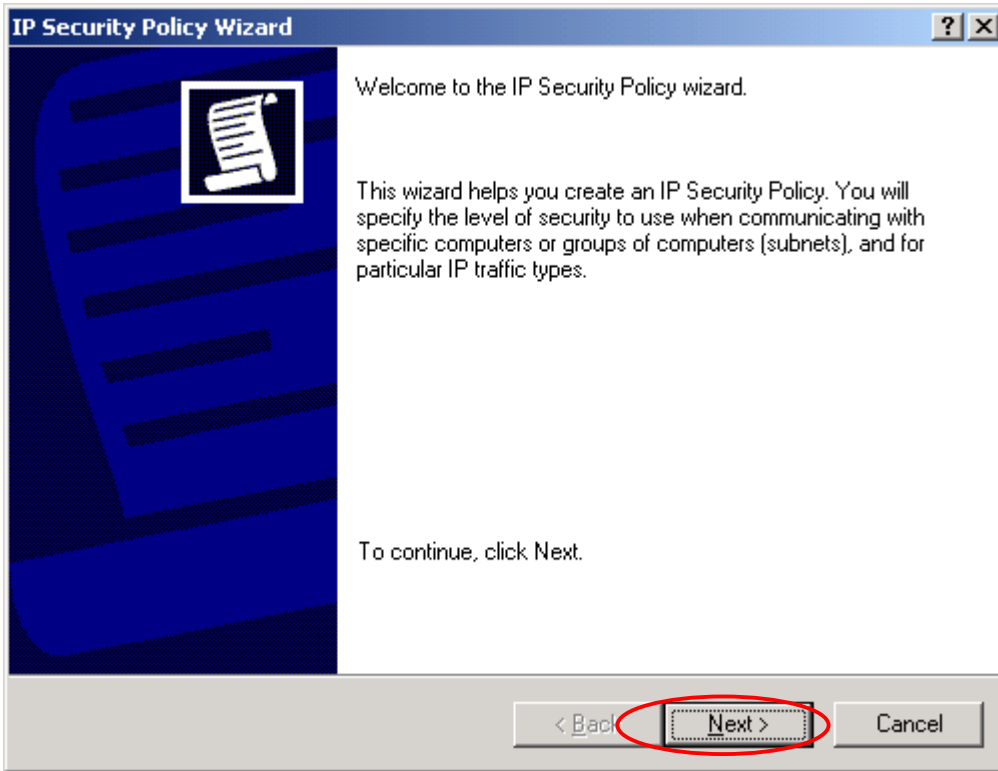 IP Security Policy Wizard
Welcome to the IP Security Policy wizard.
This wizard helps you create an IP Security Policy. You will
specify the level of security to use when communicating with
specific computers or groups of computers (subnets), and for
particular IP traffic types.
To continue, click Next.
< Back Next > Cancel